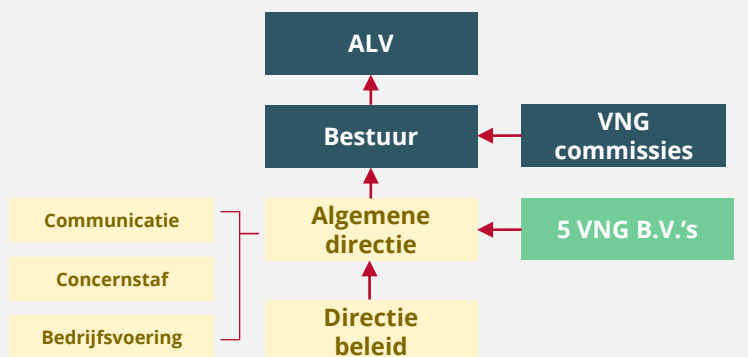 ALV
Bestuur
VNG
commissies
Communicatie
Algemene
directie
5 VNG B.V.’s
Concernstaf
Bedrijfsvoering
Directie
beleid